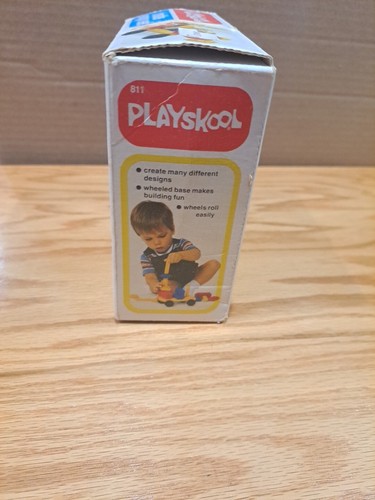 811
PLAYSKOOL
● create many different
designs
● wheeled base makes
building fun
● wheels roll
easily